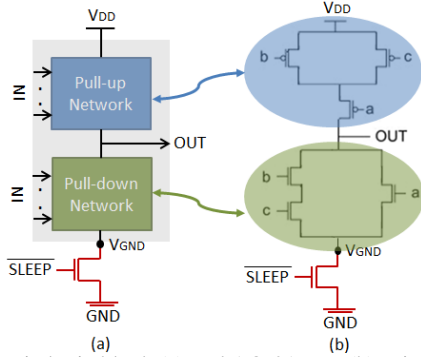 VDD
Pull-up
Network
IN
OUT
Pull-down
Network
IN
VGND
SLEEP
GND
(a)
VDD
b
c
a
OUT
b
c
a
VGND
SLEEP
GND
(b)